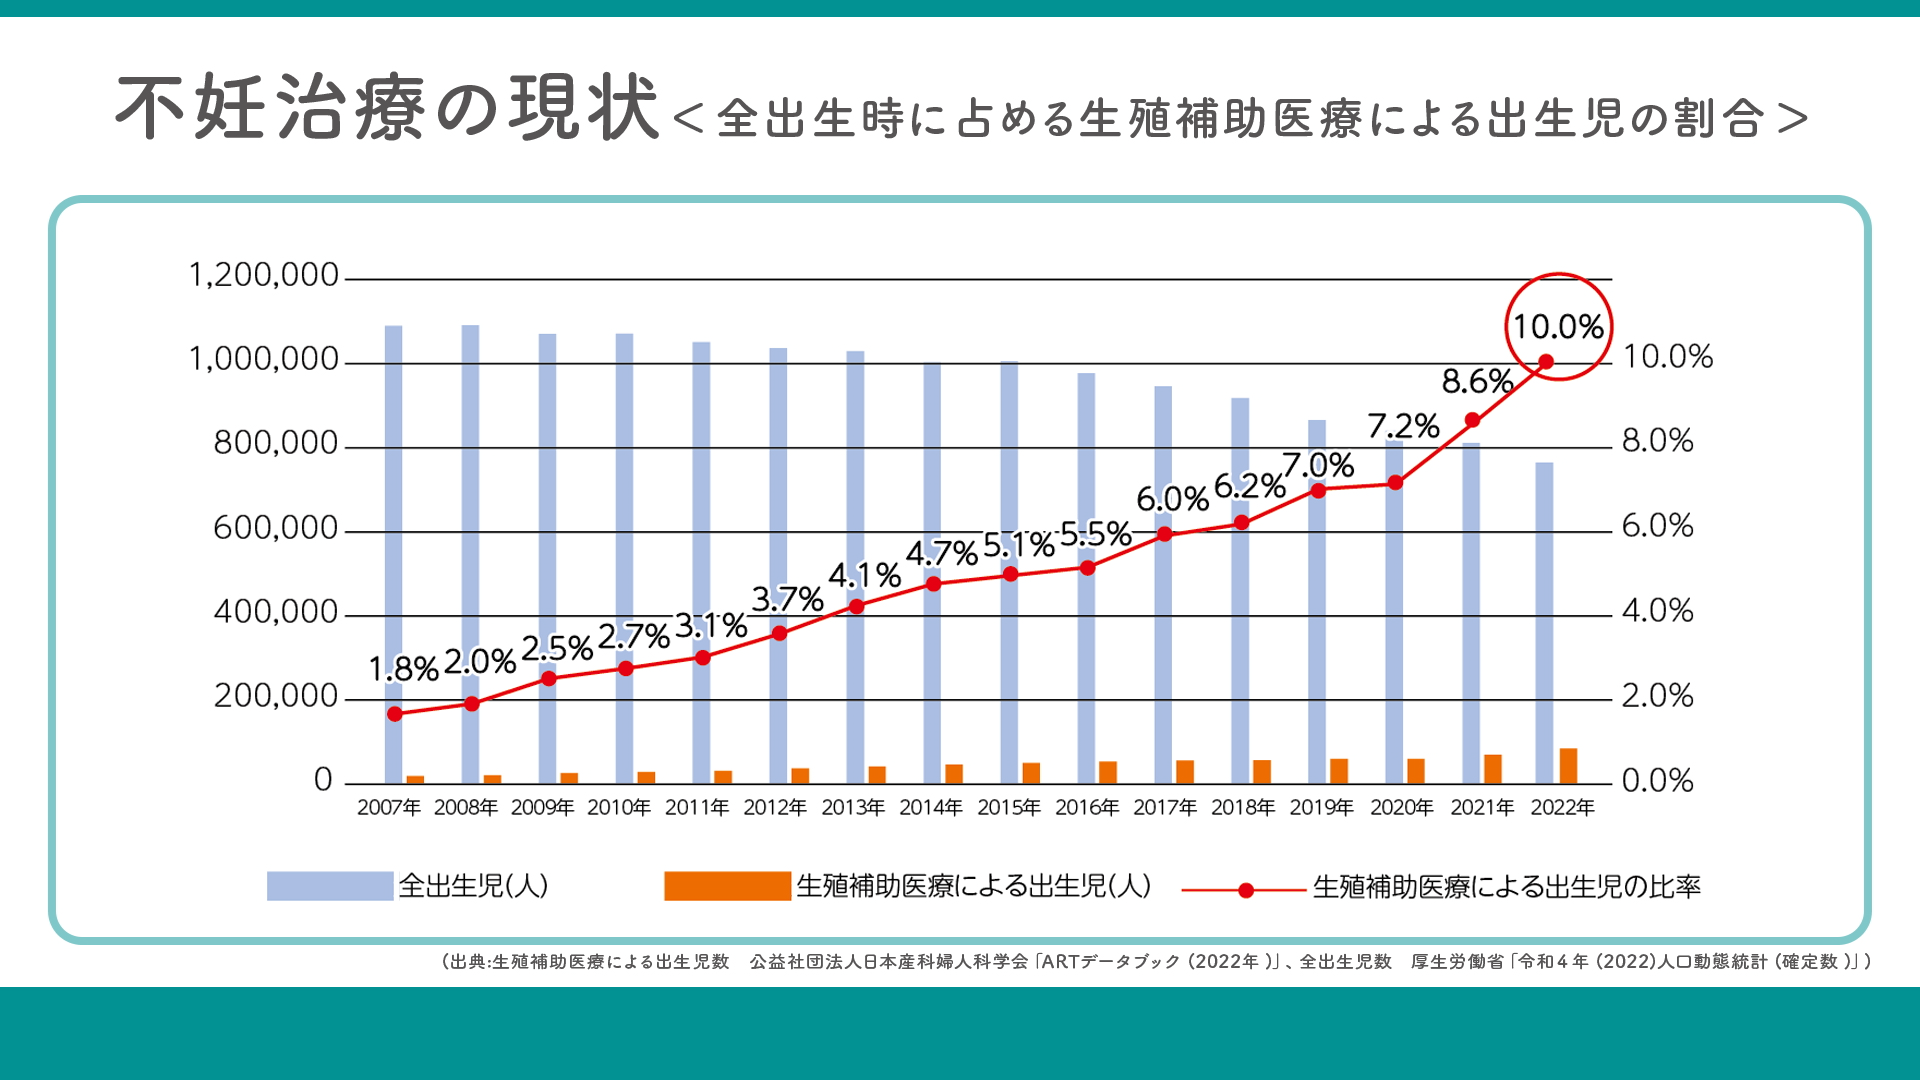 不妊治療の現状＜全出生時に占める生殖補助医療による出生児の割合＞
1,200,000
1,000,000
800,000
600,000
400,000
200,000
0
10.0%
8.0%
6.0%
4.0%
2.0%
0.0%
1.8% 2.0% 2.5% 2.7% 3.1% 3.7% 4.1% 4.7% 5.1% 5.5% 6.0% 6.2% 7.0% 7.2% 8.6% 10.0%
2007年 2008年 2009年 2010年 2011年 2012年 2013年 2014年 2015年 2016年 2017年 2018年 2019年 2020年 2021年 2022年
全出生児(人) 生殖補助医療による出生児(人) 生殖補助医療による出生児の比率
(出典:生殖補助医療による出生児数　公益社団法人日本産科婦人科学会「ARTデータブック(2022年)」、全出生児数　厚生労働省「令和4年(2022)人口動態統計(確定数)」)